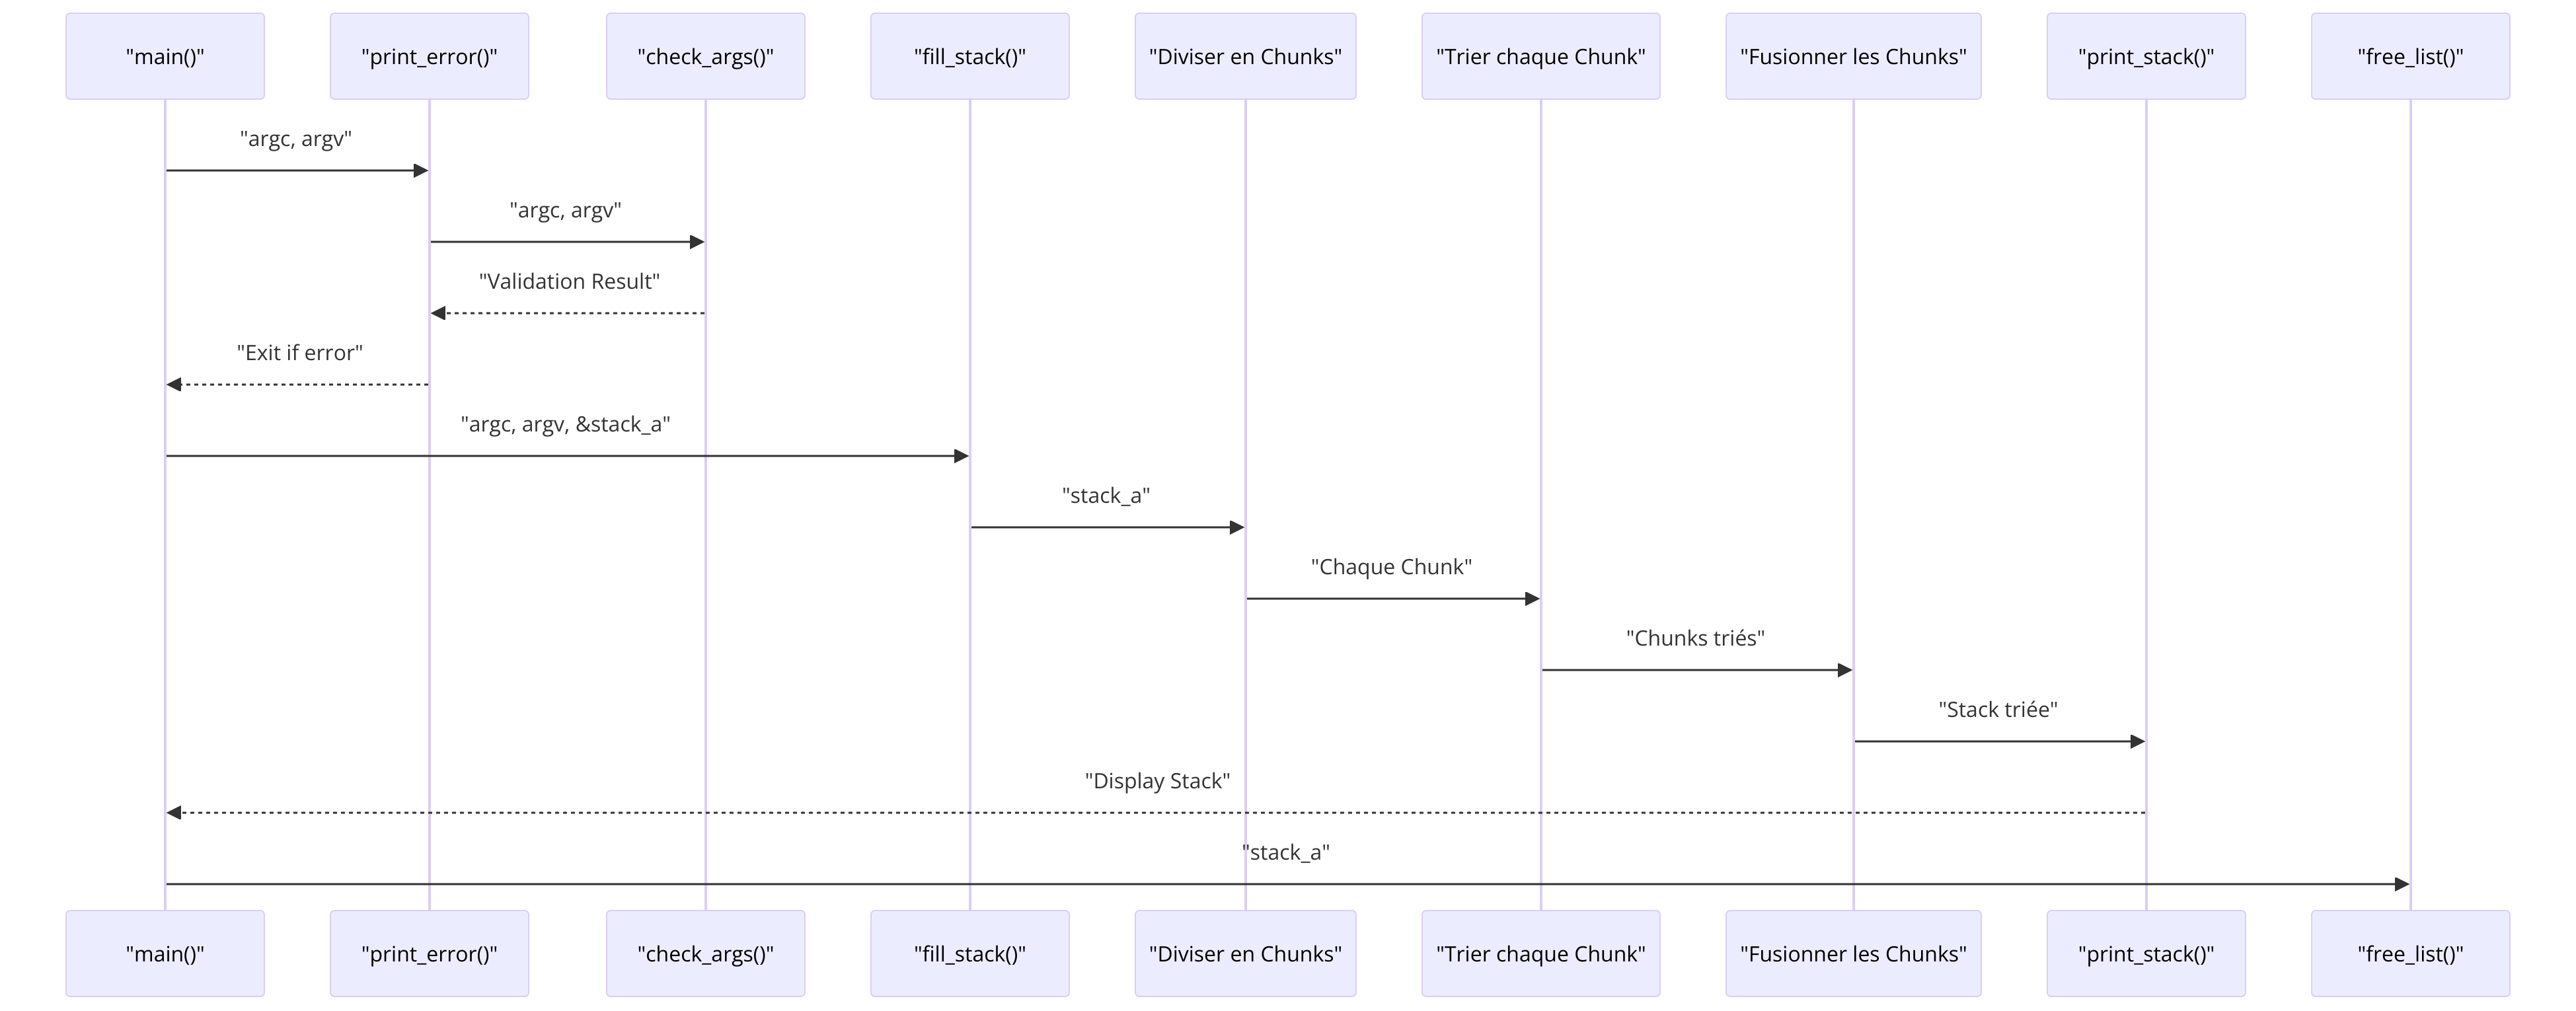 "main()"
"print_error()"
"check_args()"
"fill_stack()"
"Diviser en Chunks"
"Trier chaque Chunk"
"Fusionner les Chunks"
"print_stack()"
"free_list()"
"argc, argv"
"argc, argv"
"Validation Result"
"Exit if error"
"argc, argv, &stack_a"
"stack_a"
"Chaque Chunk"
"Chunks triés"
"Stack triée"
"Display Stack"
"stack_a"
"main()"
"print_error()"
"check_args()"
"fill_stack()"
"Diviser en Chunks"
"Trier chaque Chunk"
"Fusionner les Chunks"
"print_stack()"
"free_list()"